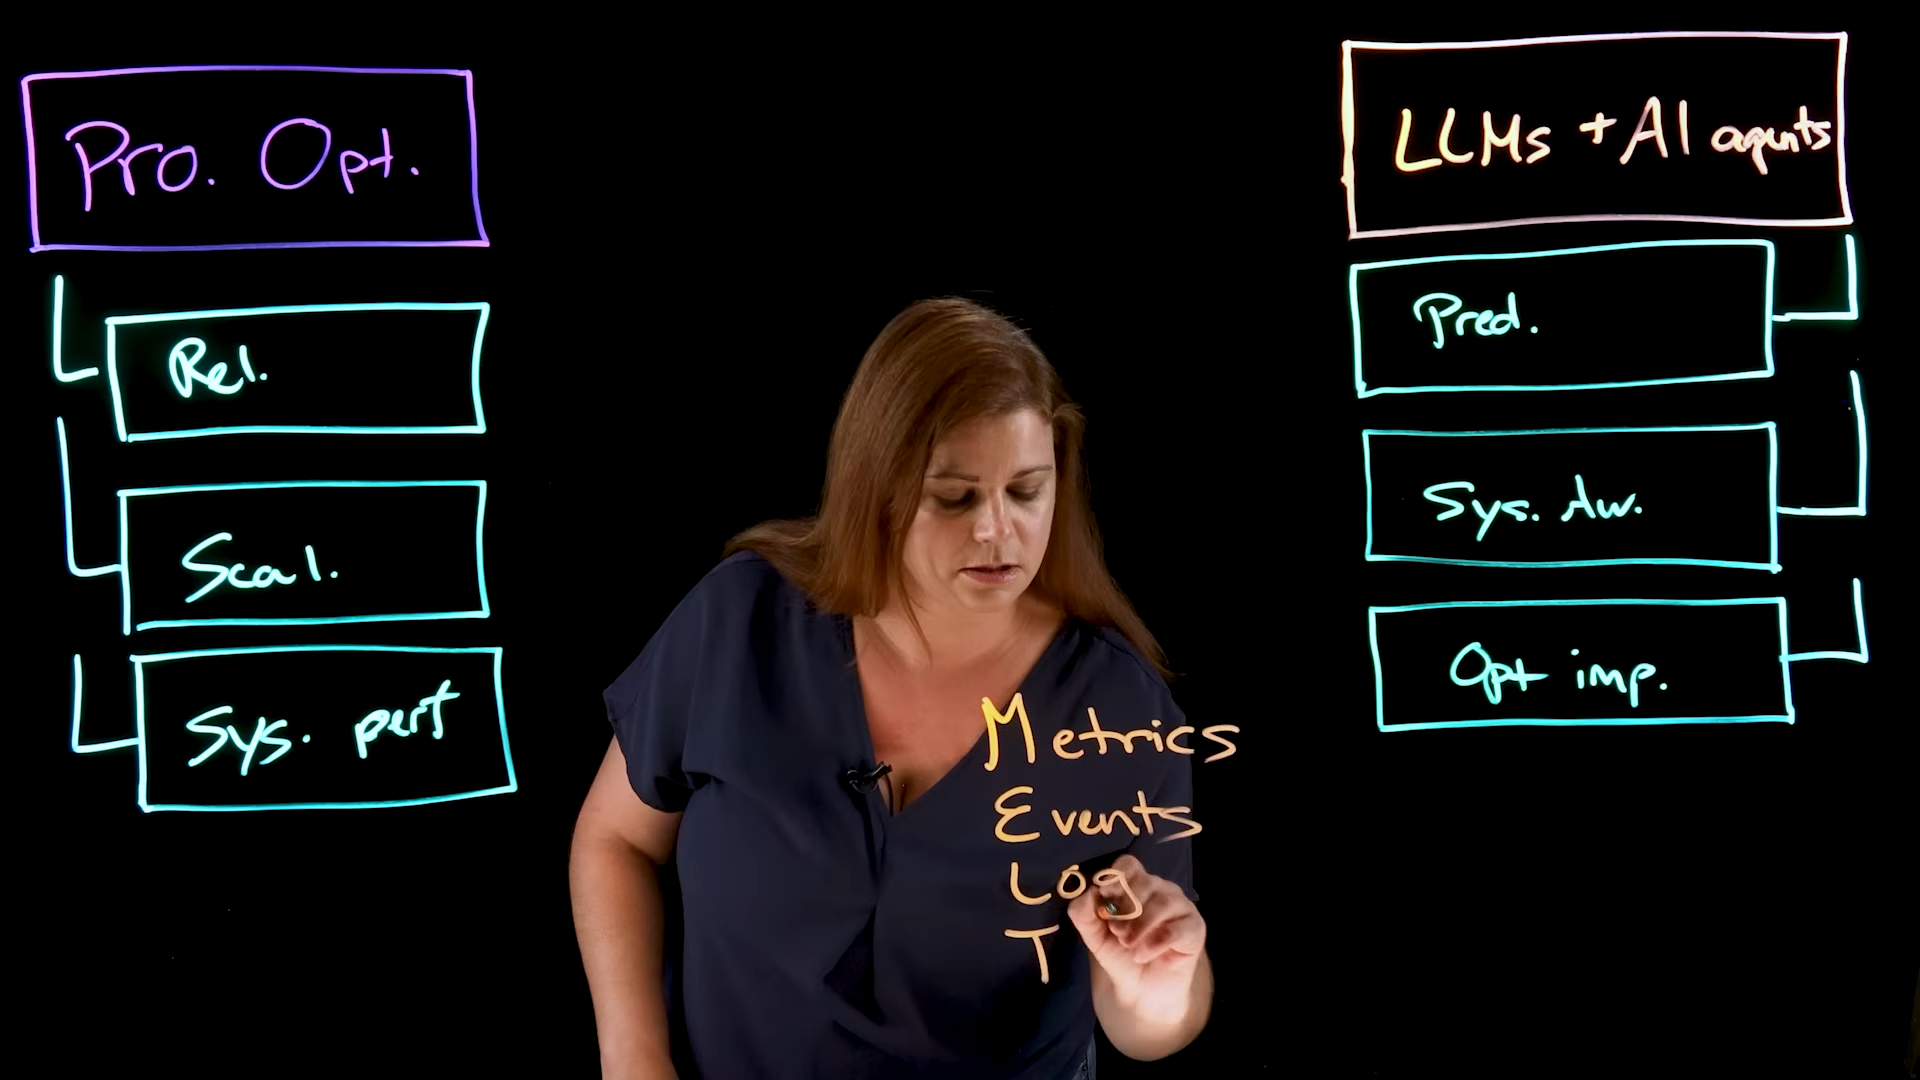 Pro. Opt.
Rel.
Scal.
Sys. perf
LLMs + AI agents
Pred.
Sys. Aw.
Opt imp.
Metrics
Events
Log
T